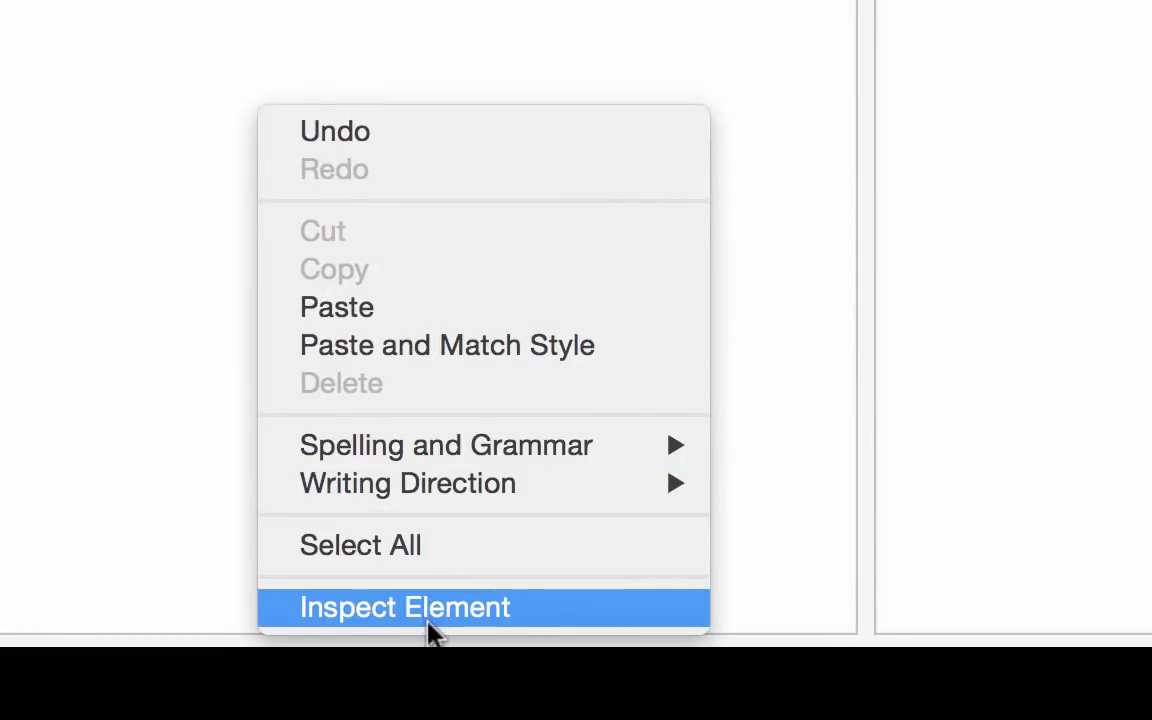 Undo
Redo
Cut
Copy
Paste
Paste and Match Style
Delete
Spelling and Grammar
Writing Direction
Select All
Inspect Element